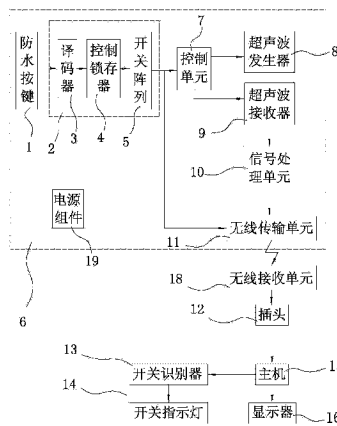 7
防水按键
译码器
控制锁存器
开关阵列
控制单元
超声波发生器
8
超声波接收器
1
2
3
4
5
9
10
信号处理单元
电源组件
19
11
无线传输单元
6
18
无线接收单元
12
插头
13
开关识别器
主机
14
开关指示灯
显示器
16